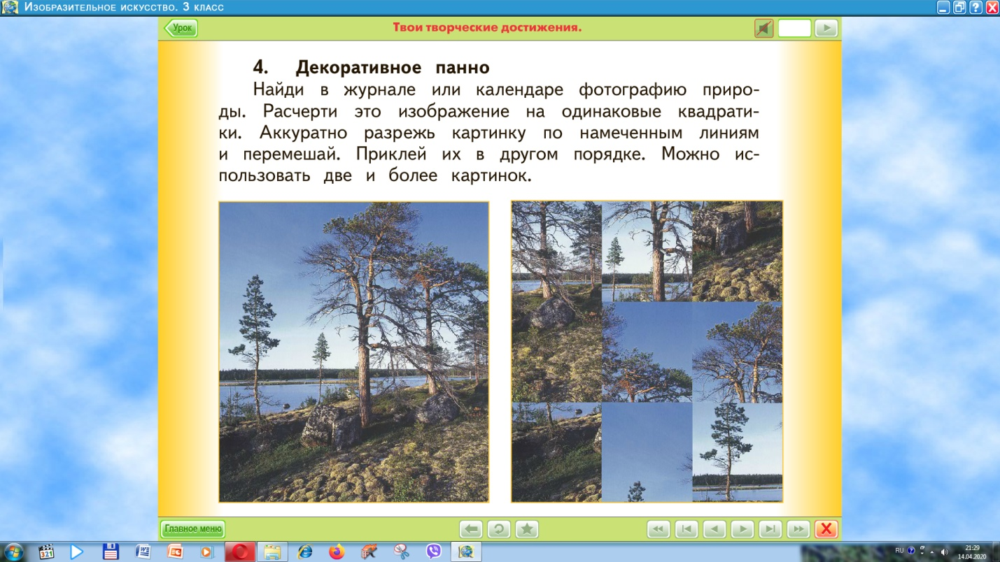 Изобразительное искусство. 3 класс
Урок
Твои творческие достижения.
4. Декоративное панно
Найди в журнале или календаре фотографию приро-
ды. Расчерти это изображение на одинаковые квадрати-
ки. Аккуратно разрежь картинку по намеченным линиям
и перемешай. Приклей их в другом порядке. Можно ис-
пользовать две и более картинок.
Главное меню
321
W
P
RU
21:29
14.04.2020